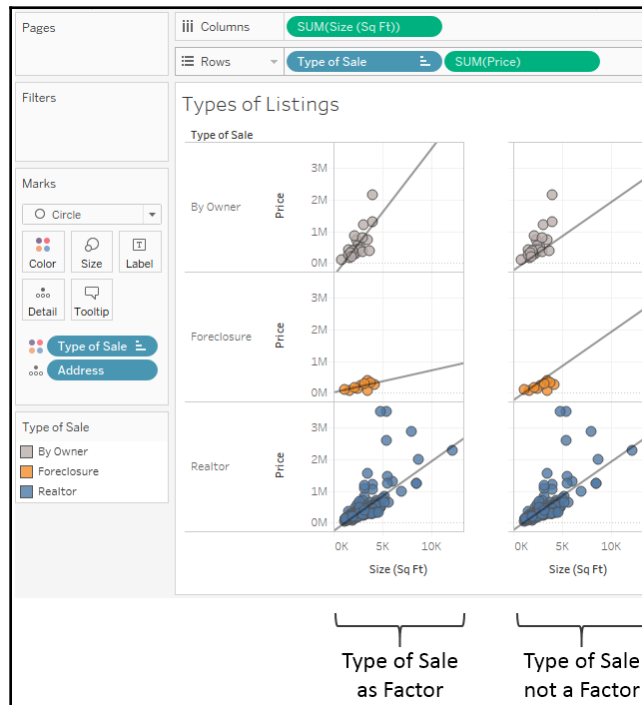 Pages
Columns
SUM(Size (Sq Ft))
Rows
Type of Sale
SUM(Price)
Filters
Types of Listings
Type of Sale
Marks
Circle
Color
Size
Label
Detail
Tooltip
Type of Sale
Address
Type of Sale
By Owner
Foreclosure
Realtor
By Owner
Price
3M
2M
1M
0M
Foreclosure
Price
3M
2M
1M
0M
Realtor
Price
3M
2M
1M
0M
0K 5K 10K 0K 5K 10K
Size (Sq Ft) Size (Sq Ft)
Type of Sale
as Factor
Type of Sale
not a Factor